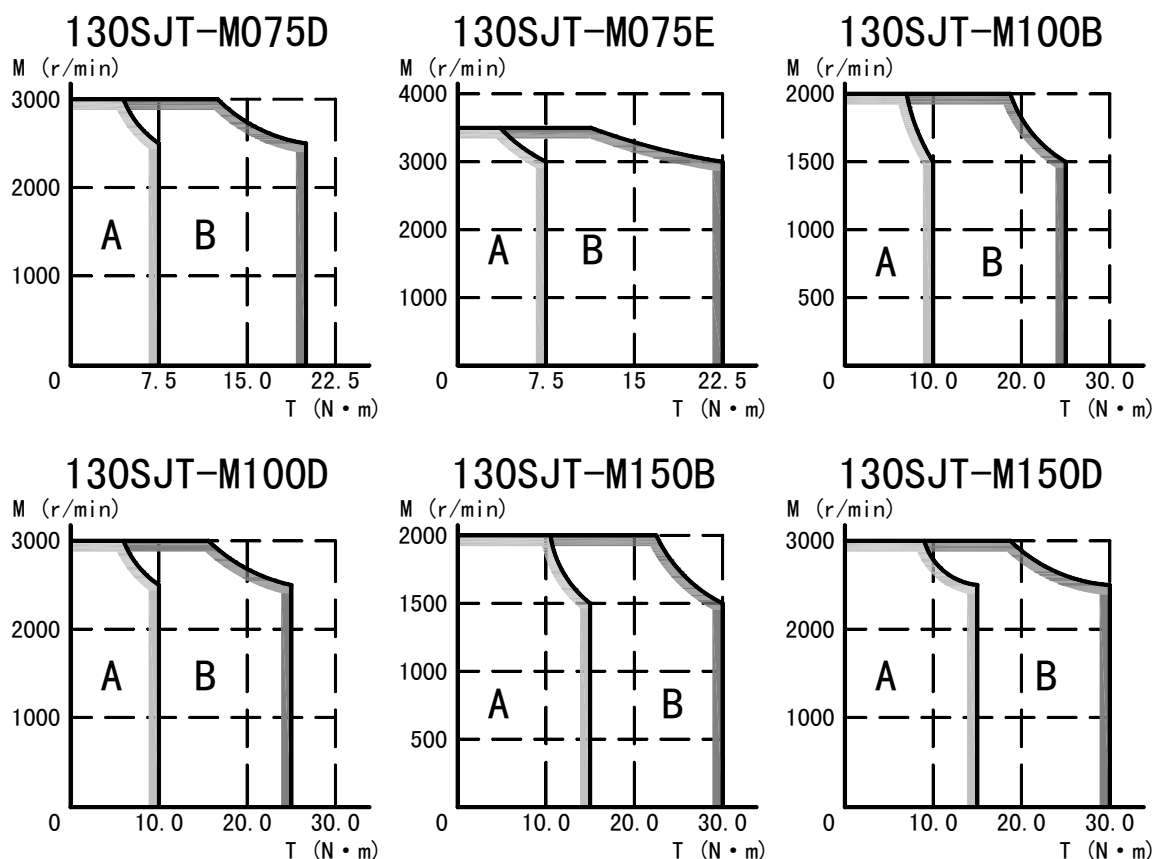 130SJT-M075D
M (r/min)
3000
2000
1000
0
A
B
7.5
15.0
22.5
T (N·m)
130SJT-M075E
M (r/min)
4000
3000
2000
1000
0
A
B
7.5
15
22.5
T (N·m)
130SJT-M100B
M (r/min)
2000
1500
1000
500
0
A
B
10.0
20.0
30.0
T (N·m)
130SJT-M100D
M (r/min)
3000
2000
1000
0
A
B
10.0
20.0
30.0
T (N·m)
130SJT-M150B
M (r/min)
2000
1500
1000
500
0
A
B
10.0
20.0
30.0
T (N·m)
130SJT-M150D
M (r/min)
3000
2000
1000
0
A
B
10.0
20.0
30.0
T (N·m)